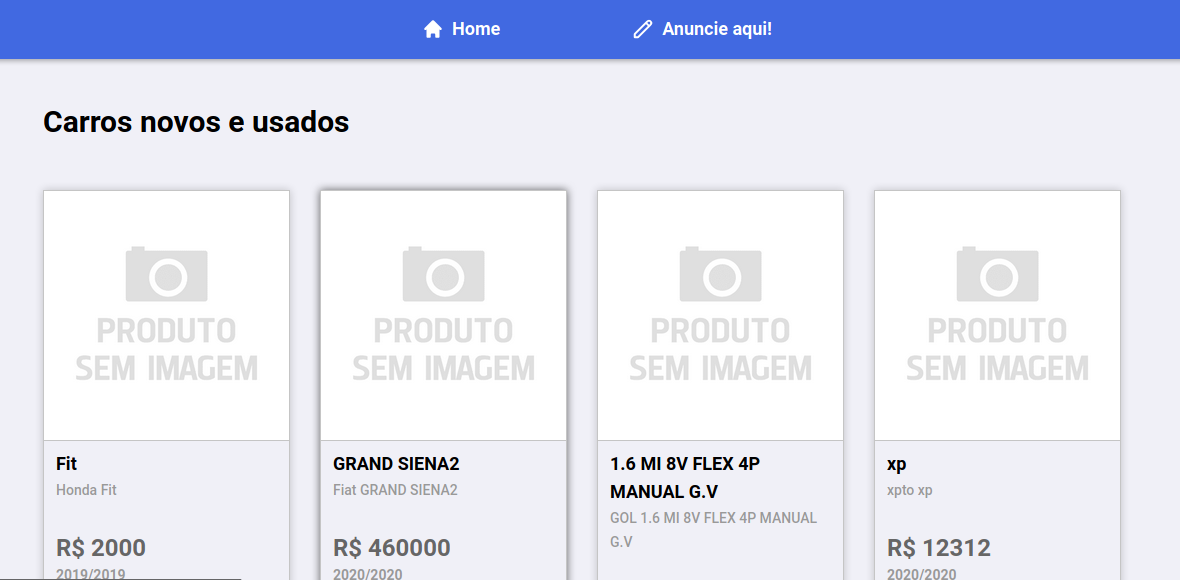 Home
Anuncie aqui!
Carros novos e usados
PRODUTO
SEM IMAGEM
PRODUTO
SEM IMAGEM
PRODUTO
SEM IMAGEM
PRODUTO
SEM IMAGEM
Fit
Honda Fit
R$ 2000
2019/2019
GRAND SIENA2
Fiat GRAND SIENA2
R$ 460000
2020/2020
1.6 MI 8V FLEX 4P
MANUAL G.V
GOL 1.6 MI 8V FLEX 4P MANUAL
G.V
xp
xpto xp
R$ 12312
2020/2020